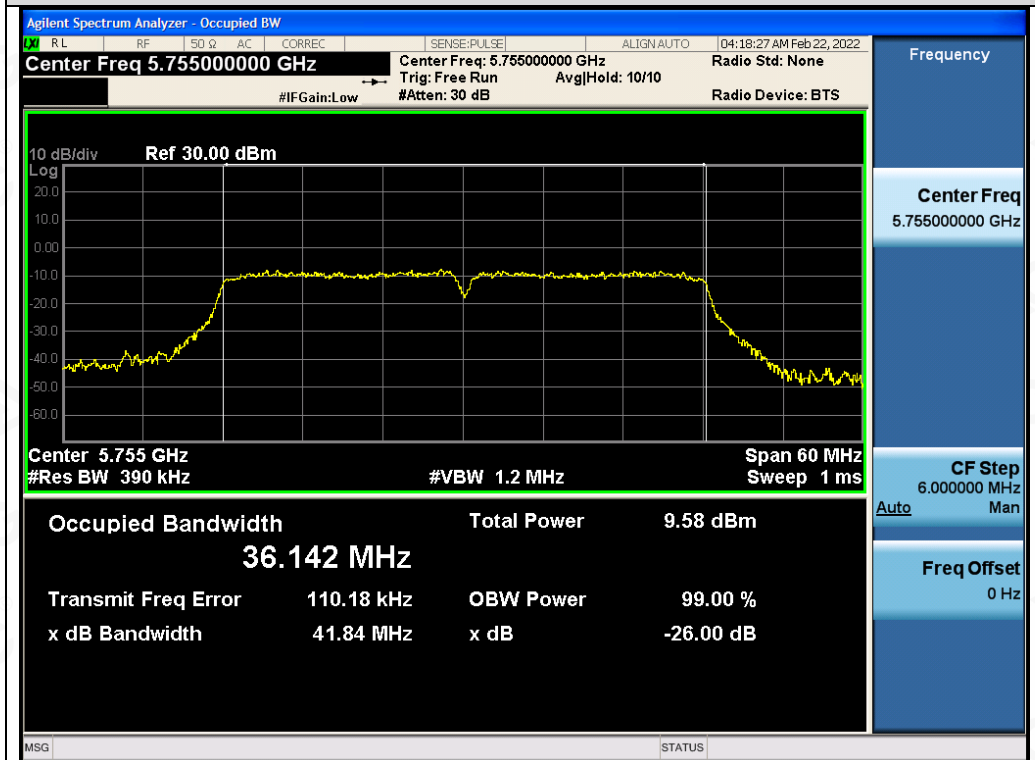 Agilent Spectrum Analyzer - Occupied BW
LXI RL RF 50 Ω AC CORREC SENSE:PULSE ALIGN AUTO 04:18:27 AM Feb 22, 2022
Center Freq 5.755000000 GHz
Center Freq: 5.755000000 GHz
Radio Std: None
Trig: Free Run Avg|Hold: 10/10
#IFGain:Low
#Atten: 30 dB
Radio Device: BTS
10 dB/div Ref 30.00 dBm
Log
20.0
10.0
0.00
-10.0
-20.0
-30.0
-40.0
-50.0
-60.0
Center 5.755 GHz Span 60 MHz
#Res BW 390 kHz #VBW 1.2 MHz Sweep 1 ms
Occupied Bandwidth Total Power 9.58 dBm
36.142 MHz
Transmit Freq Error 110.18 kHz OBW Power 99.00 %
x dB Bandwidth 41.84 MHz x dB -26.00 dB
MSG STATUS
Frequency
Center Freq
5.755000000 GHz
CF Step
6.000000 MHz
Auto Man
Freq Offset
0 Hz